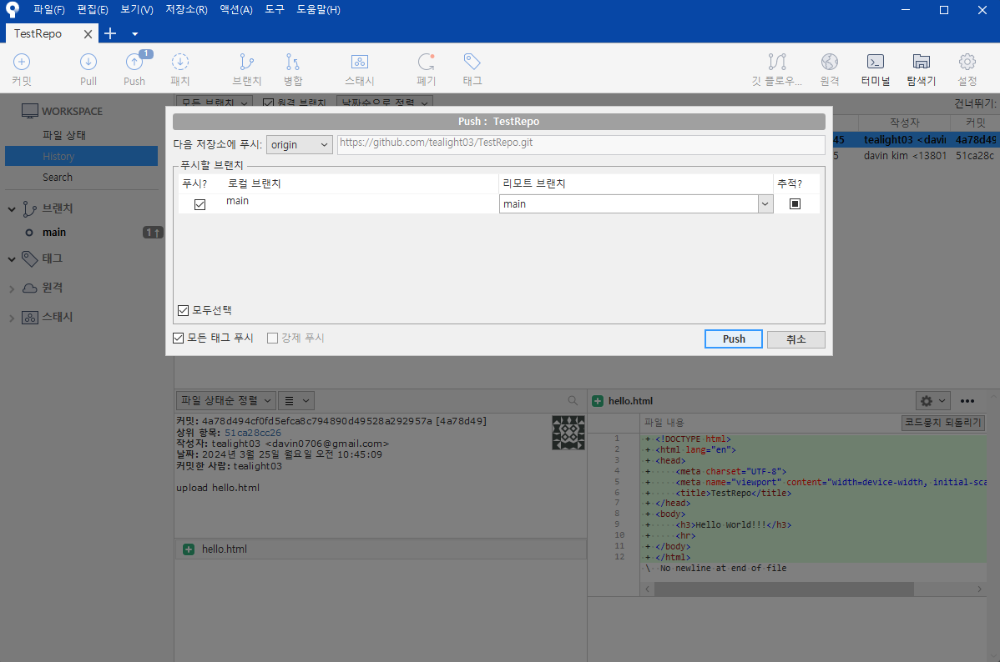 파일(F) 편집(E) 보기(V) 저장소(R) 액션(A) 도구 도움말(H)
TestRepo
1
커밋 Pull Push 패치 브랜치 병합 스태시 폐기 태그 깃 플로우... 원격 터미널 탐색기 설정
WORKSPACE
파일 상태
History
Search
브랜치
main 1↑
태그
원격
스태시
모든 브랜치 원격 브랜치 날짜순으로 정렬 건너뛰기:
작성자 커밋
45 tealight03 <davin 4a78d49
5 davin kim <13801 51ca28c
Push : TestRepo
다음 저장소에 푸시: origin https://github.com/tealight03/TestRepo.git
푸시할 브랜치
푸시? 로컬 브랜치 리모트 브랜치 추적?
main main
모두선택
모든 태그 푸시 강제 푸시 Push 취소
파일 상태순 정렬
커밋: 4a78d494cf0fd5efca8c794890d49528a292957a [4a78d49]
상위 항목: 51ca28cc26
작성자: tealight03 <davin0706@gmail.com>
날짜: 2024년 3월 25일 월요일 오전 10:45:09
커밋한 사람: tealight03
upload hello.html
hello.html
hello.html
파일 내용 코드뭉치 되돌리기
1 + <!DOCTYPE html>
2 + <html lang="en">
3 + <head>
4 + <meta charset="UTF-8">
5 + <meta name="viewport" content="width=device-width, initial-sca
6 + <title>TestRepo</title>
7 + </head>
8 + <body>
9 + <h3>Hello World!!!</h3>
10 + <hr>
11 + </body>
12 + </html>
\ No newline at end of file